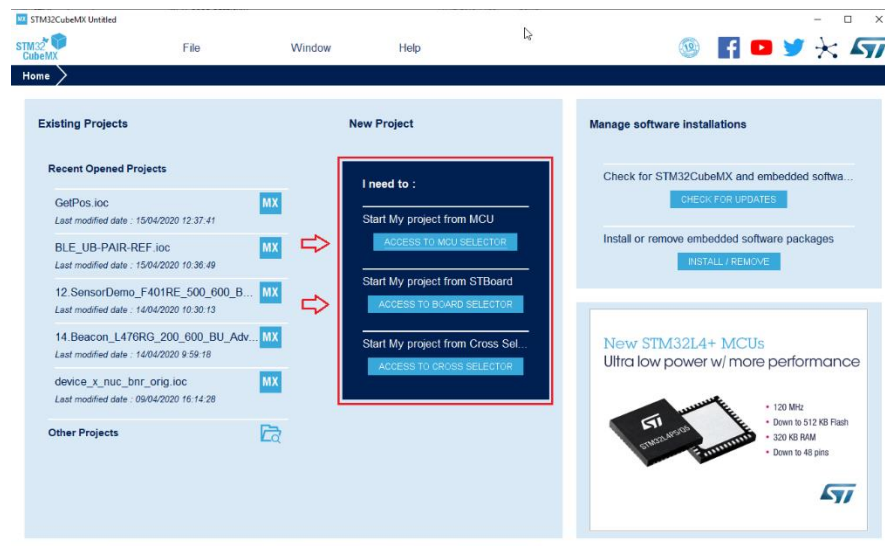 MX STM32CubeMX Untitled
STM32
CubeMX
File
Window
Help
10
Home
Existing Projects
Recent Opened Projects
GetPos.ioc
MX
Last modified date : 15/04/2020 12:37:41
BLE_UB-PAIR-REF.ioc
MX
Last modified date : 15/04/2020 10:36:49
12.SensorDemo_F401RE_500_600_B...
MX
Last modified date : 14/04/2020 10:30:13
14.Beacon_L476RG_200_600_BU_Adv...
MX
Last modified date : 14/04/2020 9:59:18
device_x_nuc_bnr_orig.ioc
MX
Last modified date : 09/04/2020 16:14:28
Other Projects
New Project
I need to :
Start My project from MCU
ACCESS TO MCU SELECTOR
Start My project from STBoard
ACCESS TO BOARD SELECTOR
Start My project from Cross Sel...
ACCESS TO CROSS SELECTOR
Manage software installations
Check for STM32CubeMX and embedded softwa...
CHECK FOR UPDATES
Install or remove embedded software packages
INSTALL / REMOVE
New STM32L4+ MCUs
Ultra low power w/ more performance
STM32L4P5/Q5
• 120 MHz
• Down to 512 KB Flash
• 320 KB RAM
• Down to 48 pins